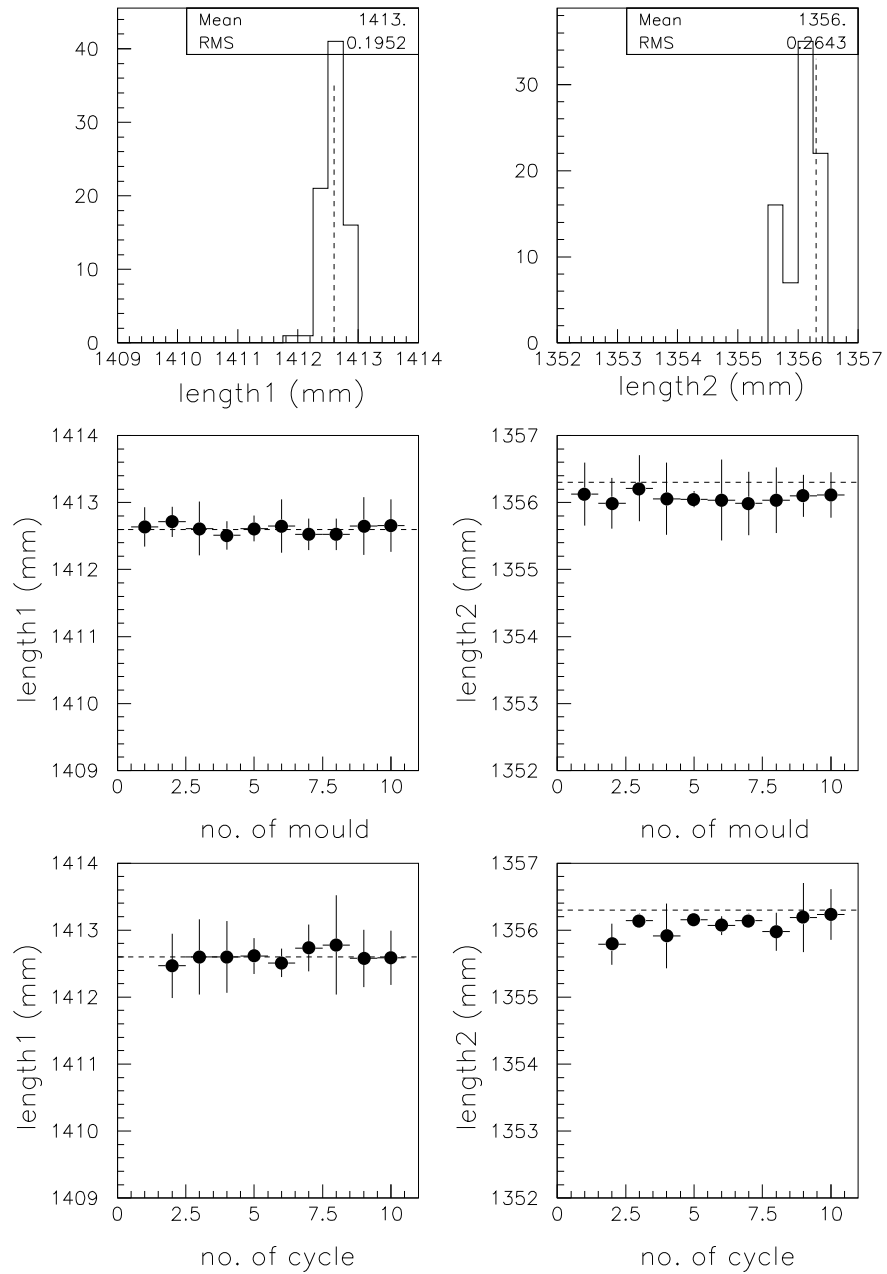 Mean 1413.
RMS 0.1952
40
30
20
10
0
1409 1410 1411 1412 1413 1414
length1 (mm)
Mean 1356.
RMS 0.2643
30
20
10
0
1352 1353 1354 1355 1356 1357
length2 (mm)
1414
1413
1412
1411
1410
1409
length1 (mm)
0 2.5 5 7.5 10
no. of mould
1357
1356
1355
1354
1353
1352
length2 (mm)
0 2.5 5 7.5 10
no. of mould
1414
1413
1412
1411
1410
1409
length1 (mm)
0 2.5 5 7.5 10
no. of cycle
1357
1356
1355
1354
1353
1352
length2 (mm)
0 2.5 5 7.5 10
no. of cycle